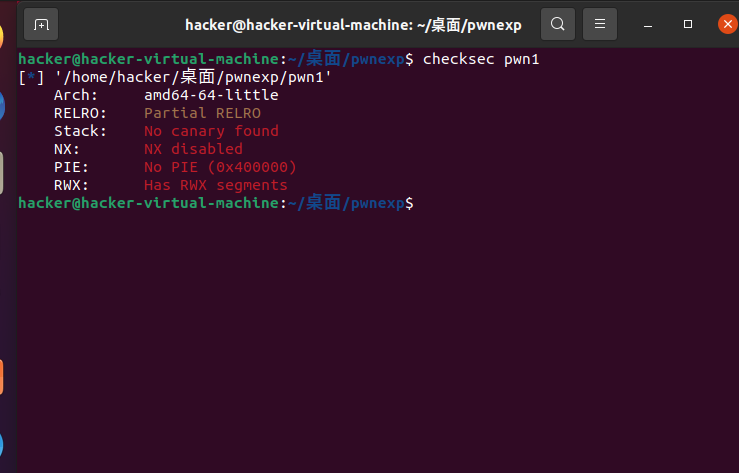 hacker@hacker-virtual-machine: ~/桌面/pwnexp
hacker@hacker-virtual-machine:~/桌面/pwnexp$ checksec pwn1
[*] '/home/hacker/桌面/pwnexp/pwn1'
    Arch:     amd64-64-little
    RELRO:    Partial RELRO
    Stack:    No canary found
    NX:       NX disabled
    PIE:      No PIE (0x400000)
    RWX:      Has RWX segments
hacker@hacker-virtual-machine:~/桌面/pwnexp$